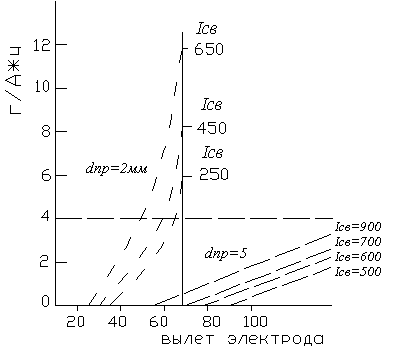 Iсв
650
12
10
8
6
4
2
0
г/Ажц
Iсв
450
Iсв
250
dпр=2мм
dпр=5
Iсв=900
Iсв=700
Iсв=600
Iсв=500
20 40 60 80 100
вылет электрода